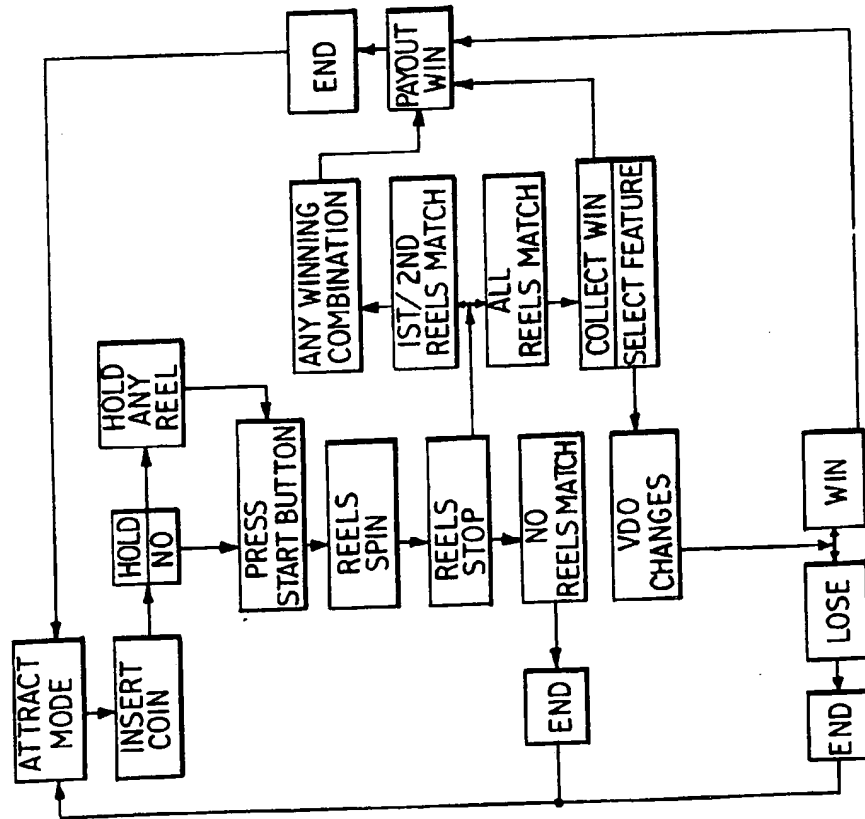 ATTRACT
MODE
INSERT
COIN
HOLD
NO
HOLD
ANY
REEL
PRESS
START BUTTON
REELS
SPIN
REELS
STOP
NO
REELS MATCH
END
ANY WINNING
COMBINATION
1ST/2ND
REELS MATCH
ALL
REELS MATCH
COLLECT WIN
SELECT FEATURE
PAYOUT
WIN
END
VDO
CHANGES
WIN
LOSE
END